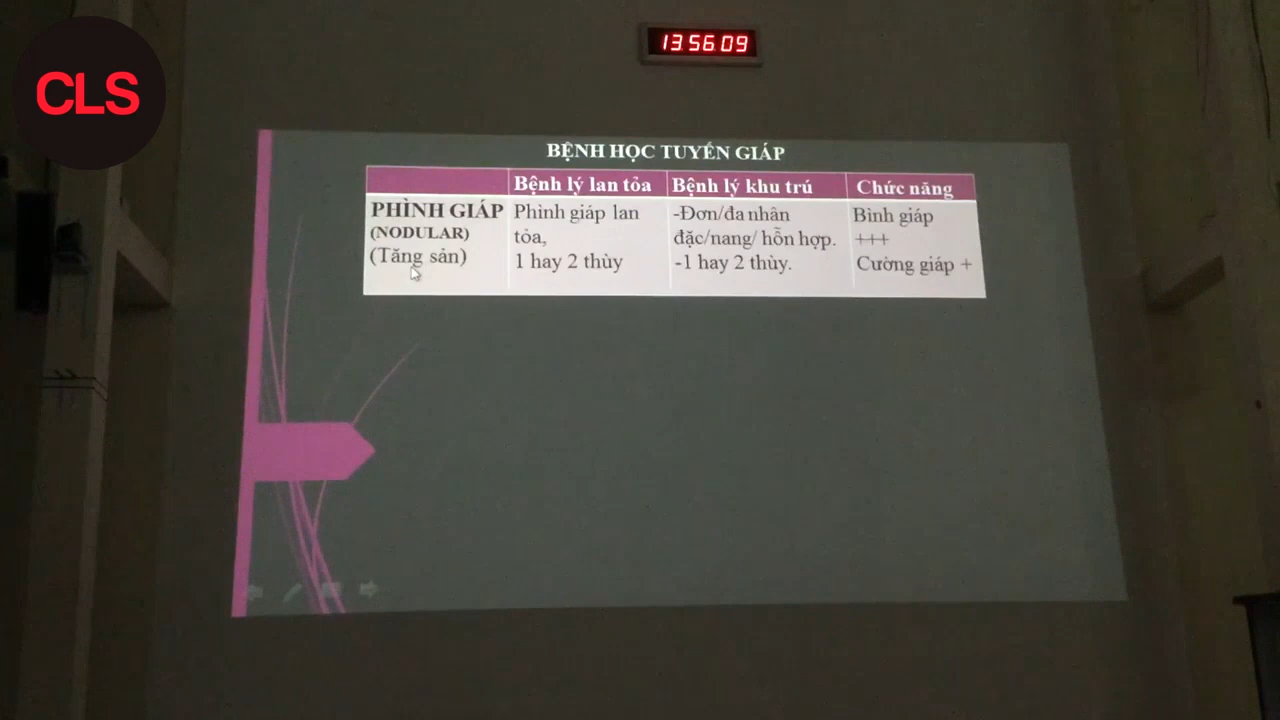 CLS
13.56.09
BỆNH HỌC TUYẾN GIÁP
Bệnh lý lan tỏa
Bệnh lý khu trú
Chức năng
PHÌNH GIÁP
(NODULAR)
(Tăng sản)
Phình giáp lan
tỏa,
1 hay 2 thùy
-Đơn/đa nhân
đặc/nang/ hỗn hợp.
-1 hay 2 thùy.
Bình giáp
+++
Cường giáp +